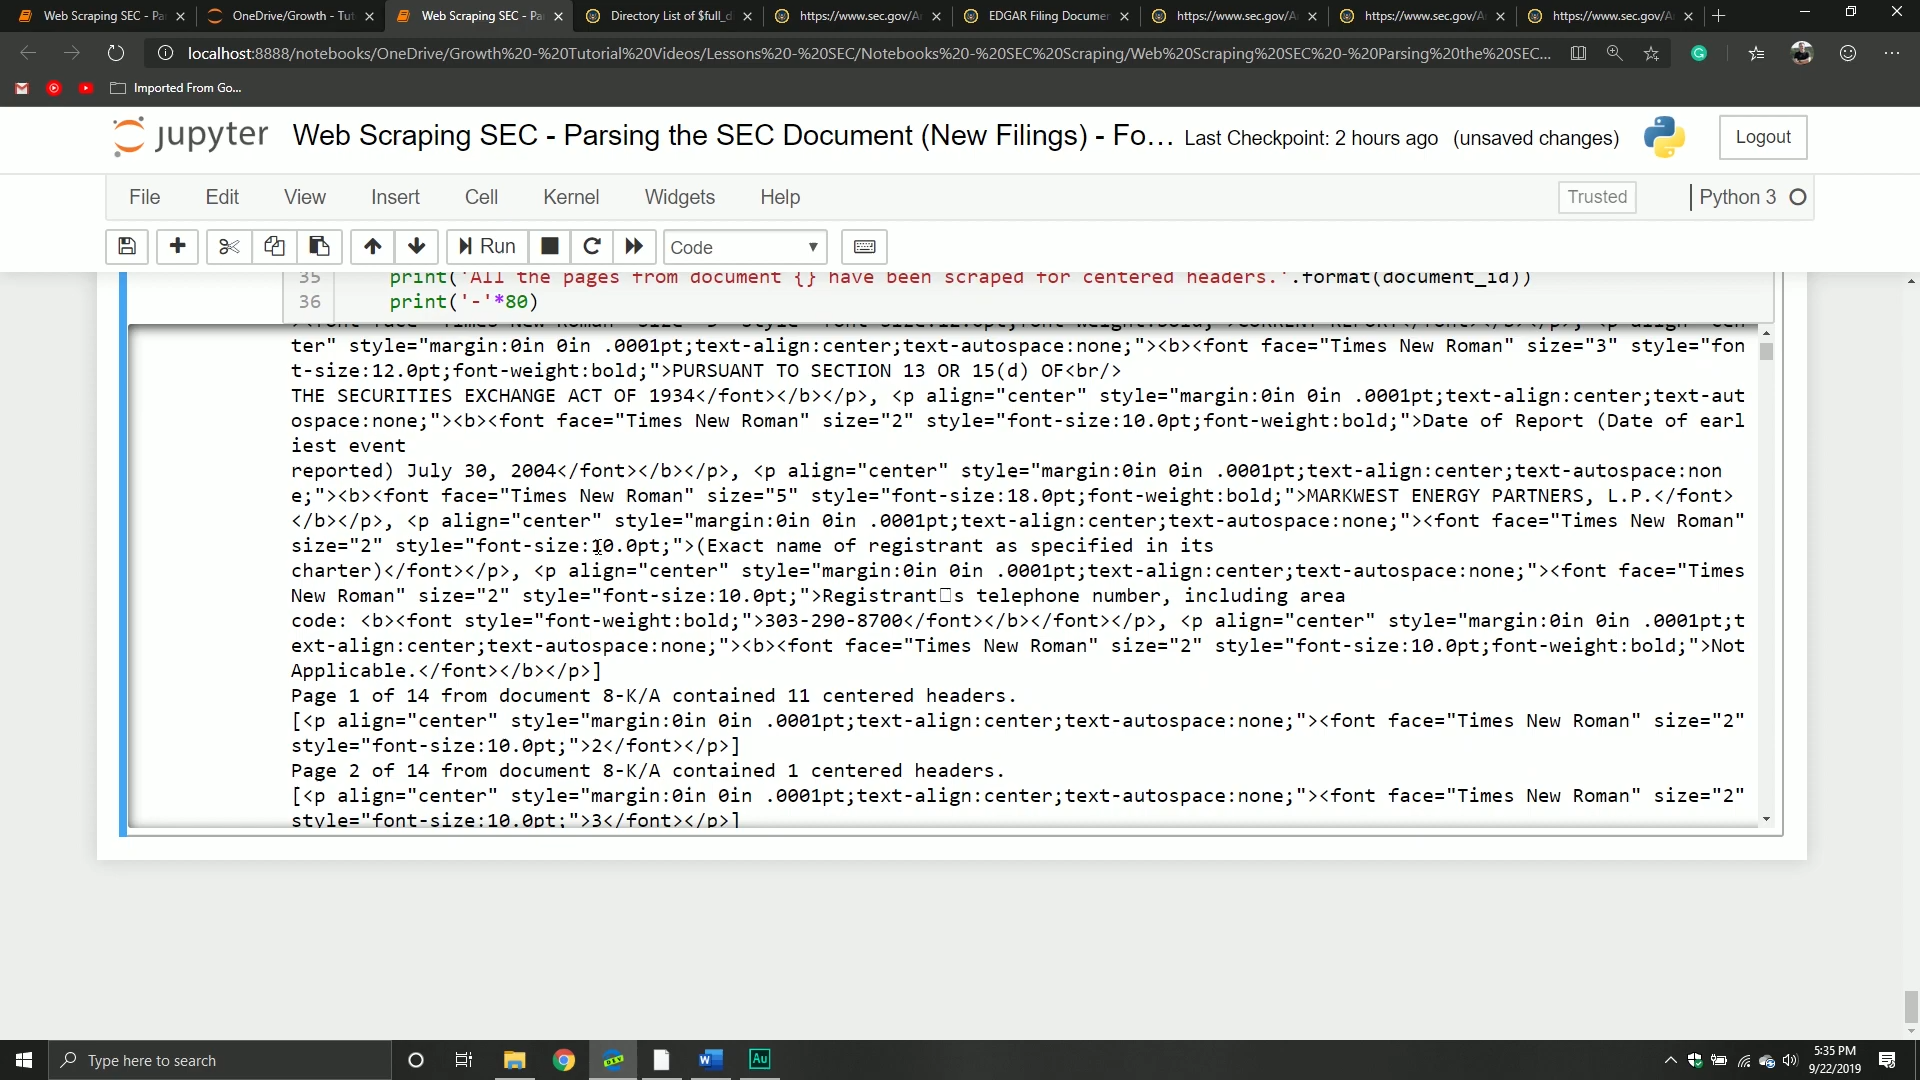 Web Scraping SEC - Pa
OneDrive/Growth - Tut
Web Scraping SEC - Pa
Directory List of $full_d
https://www.sec.gov/A
EDGAR Filing Documen
https://www.sec.gov/A
https://www.sec.gov/A
https://www.sec.gov/A
localhost:8888/notebooks/OneDrive/Growth%20-%20Tutorial%20Videos/Lessons%20-%20SEC/Notebooks%20-%20SEC%20Scraping/Web%20Scraping%20SEC%20-%20Parsing%20the%20SEC...
Imported From Go...
jupyter Web Scraping SEC - Parsing the SEC Document (New Filings) - Fo... Last Checkpoint: 2 hours ago (unsaved changes) Logout
File Edit View Insert Cell Kernel Widgets Help Trusted Python 3
Run Code
35 print('All the pages from document {} have been scraped for centered headers.'.format(document_id))
36 print('-'*80)
ter" style="margin:0in 0in .0001pt;text-align:center;text-autospace:none;"><b><font face="Times New Roman" size="3" style="fon
t-size:12.0pt;font-weight:bold;">PURSUANT TO SECTION 13 OR 15(d) OF<br/>
THE SECURITIES EXCHANGE ACT OF 1934</font></b></p>, <p align="center" style="margin:0in 0in .0001pt;text-align:center;text-aut
ospace:none;"><b><font face="Times New Roman" size="2" style="font-size:10.0pt;font-weight:bold;">Date of Report (Date of earl
iest event
reported) July 30, 2004</font></b></p>, <p align="center" style="margin:0in 0in .0001pt;text-align:center;text-autospace:non
e;"><b><font face="Times New Roman" size="5" style="font-size:18.0pt;font-weight:bold;">MARKWEST ENERGY PARTNERS, L.P.</font>
</b></p>, <p align="center" style="margin:0in 0in .0001pt;text-align:center;text-autospace:none;"><font face="Times New Roman"
size="2" style="font-size:10.0pt;">(Exact name of registrant as specified in its
charter)</font></p>, <p align="center" style="margin:0in 0in .0001pt;text-align:center;text-autospace:none;"><font face="Times
New Roman" size="2" style="font-size:10.0pt;">Registrant□s telephone number, including area
code: <b><font style="font-weight:bold;">303-290-8700</font></b></font></p>, <p align="center" style="margin:0in 0in .0001pt;t
ext-align:center;text-autospace:none;"><b><font face="Times New Roman" size="2" style="font-size:10.0pt;font-weight:bold;">Not
Applicable.</font></b></p>]
Page 1 of 14 from document 8-K/A contained 11 centered headers.
[<p align="center" style="margin:0in 0in .0001pt;text-align:center;text-autospace:none;"><font face="Times New Roman" size="2"
style="font-size:10.0pt;">2</font></p>]
Page 2 of 14 from document 8-K/A contained 1 centered headers.
[<p align="center" style="margin:0in 0in .0001pt;text-align:center;text-autospace:none;"><font face="Times New Roman" size="2"
style="font-size:10.0pt;">3</font></p>]
Type here to search
DEV
W
Au
5:35 PM
9/22/2019